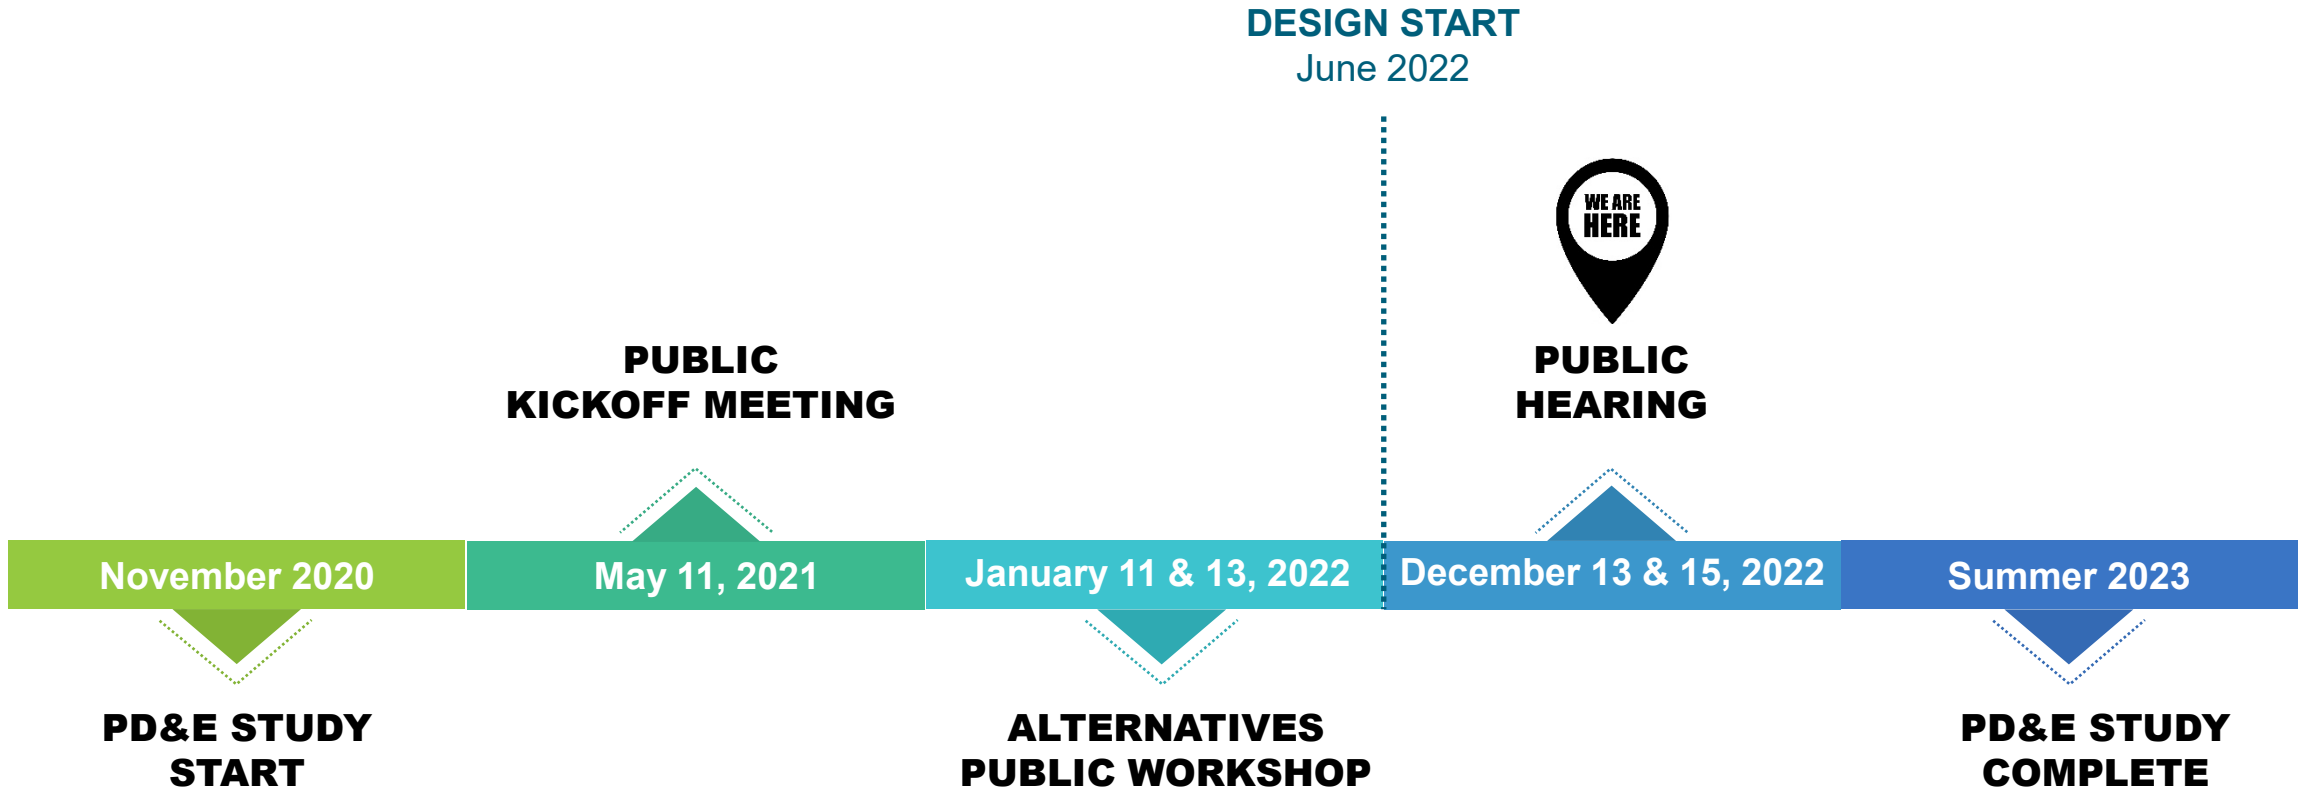 DESIGN START
June 2022
WE ARE
HERE
PUBLIC
KICKOFF MEETING
PUBLIC
HEARING
November 2020
May 11, 2021
January 11 & 13, 2022
December 13 & 15, 2022
Summer 2023
PD&E STUDY
START
ALTERNATIVES
PUBLIC WORKSHOP
PD&E STUDY
COMPLETE